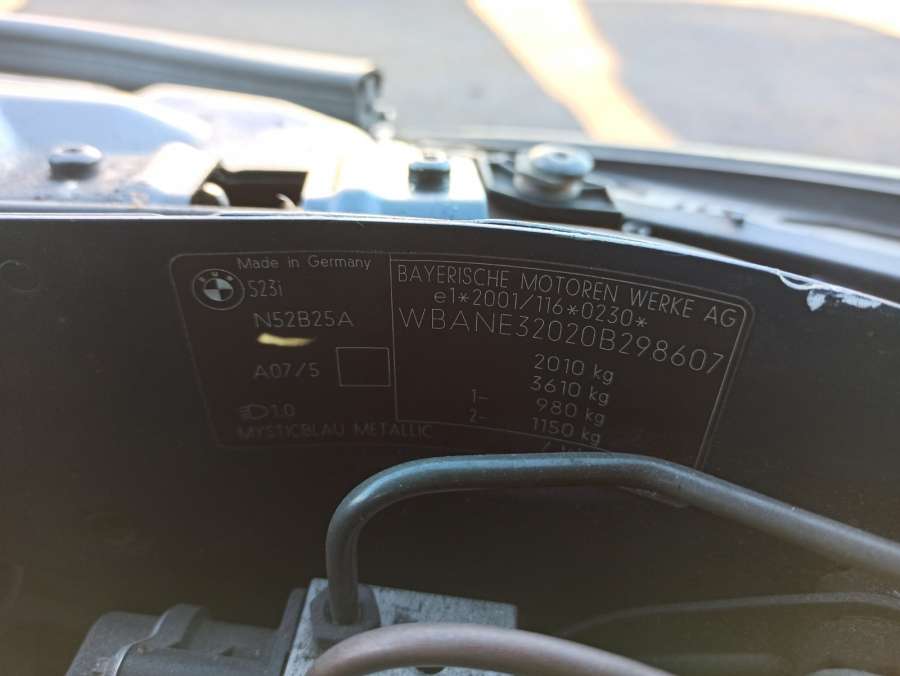 Made in Germany
BMW
523i
N52B25A
A07/5
1.0
MYSTICBLAU METALLIC
BAYERISCHE MOTOREN WERKE AG
e1*2001/116*0230*
WBANE32020B298607
2010 kg
3610 kg
1- 980 kg
2- 1150 kg